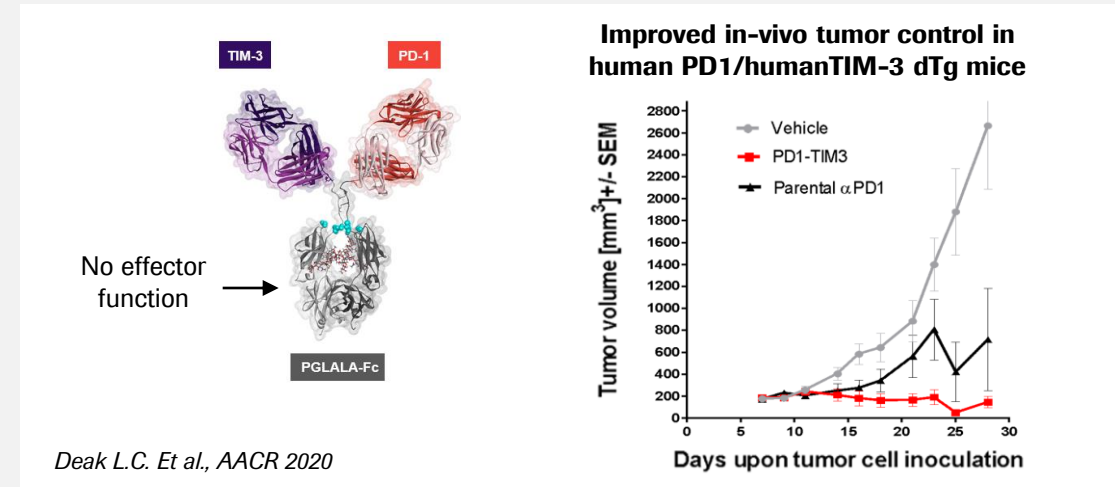 TIM-3
PD-1
No effector
function
PGLALA-Fc
Deak L.C. Et al., AACR 2020
Improved in-vivo tumor control in
human PD1/humanTIM-3 dTg mice
Tumor volume [mm³]+/- SEM
2800
2600
2400
2200
2000
1800
1600
1400
1200
1000
800
600
400
200
0
Vehicle
PD1-TIM3
Parental αPD1
0 5 10 15 20 25 30
Days upon tumor cell inoculation